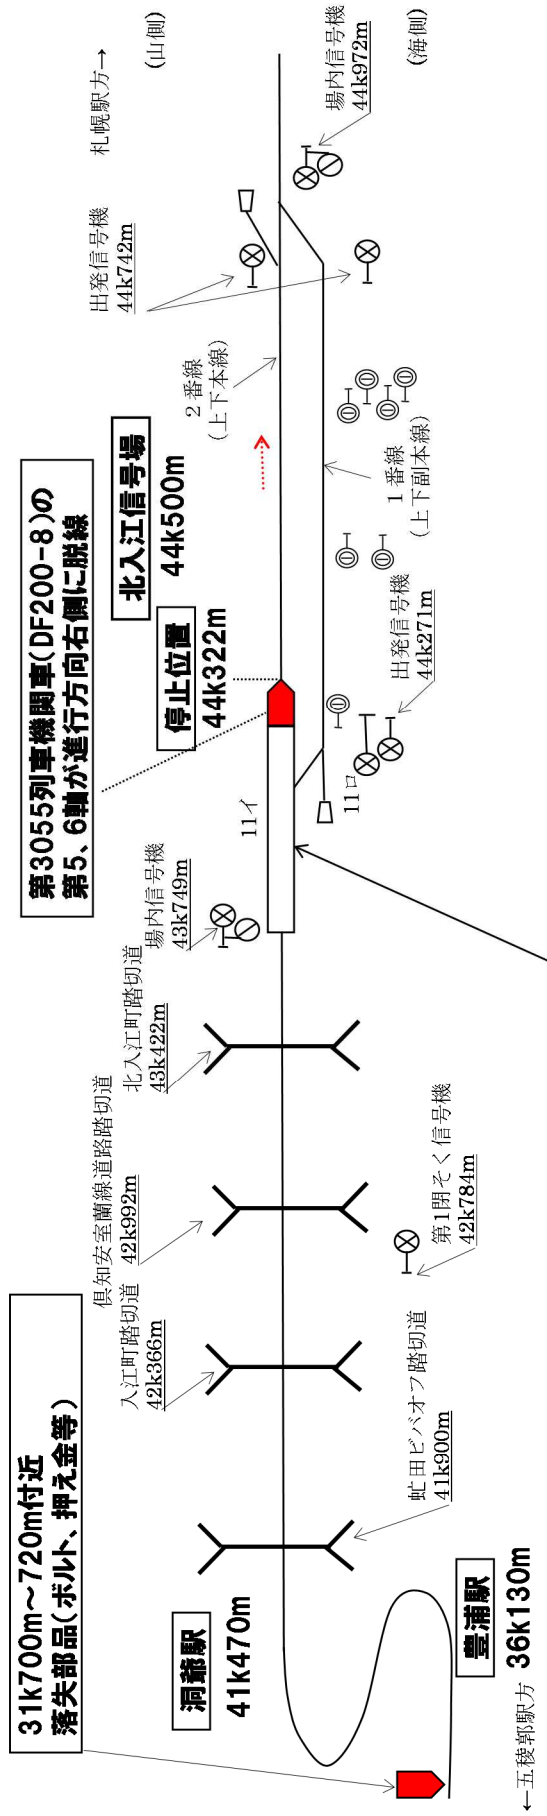 31k700m～720m付近
落失部品(ボルト、押え金等)
第3055列車機関車(DF200-8)の
第5、6軸が進行方向右側に脱線
北入江信号場
44k500m
停止位置
44k322m
札幌駅方→
(山側)
出発信号機
44k742m
2番線
(上下本線)
場内信号機
44k972m
(海側)
1番線
(上下副本線)
出発信号機
44k271m
11イ
11ロ
場内信号機
43k749m
北入江町踏切道
43k422m
倶知安室蘭線道路踏切道
42k992m
第1閉そく信号機
42k784m
入江町踏切道
42k366m
虻田ビバオフ踏切道
41k900m
洞爺駅
41k470m
豊浦駅
36k130m
←五稜郭駅方